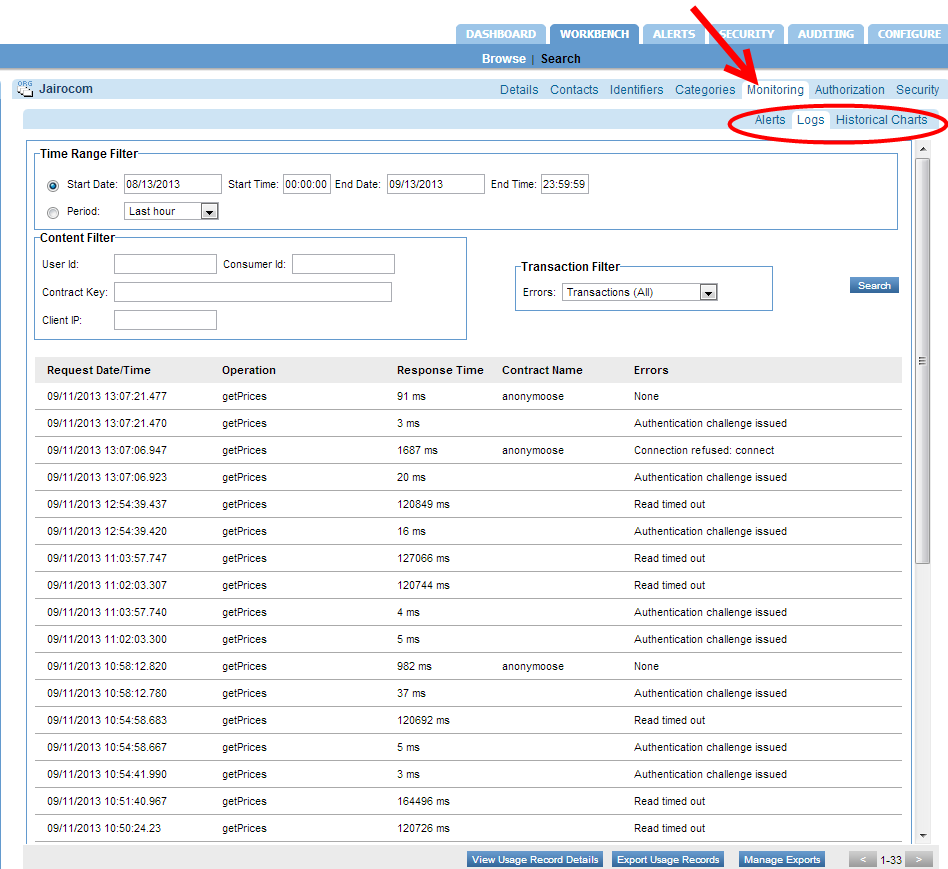 DASHBOARD WORKBENCH ALERTS SECURITY AUDITING CONFIGURE
Browse | Search
ORG Jairocom Details Contacts Identifiers Categories Monitoring Authorization Security
Alerts Logs Historical Charts
Time Range Filter
Start Date: 08/13/2013 Start Time: 00:00:00 End Date: 09/13/2013 End Time: 23:59:59
Period: Last hour
Content Filter
User Id: Consumer Id:
Contract Key:
Client IP:
Transaction Filter
Errors: Transactions (All)
Search
Request Date/Time Operation Response Time Contract Name Errors
09/11/2013 13:07:21.477 getPrices 91 ms anonymoose None
09/11/2013 13:07:21.470 getPrices 3 ms Authentication challenge issued
09/11/2013 13:07:06.947 getPrices 1687 ms anonymoose Connection refused: connect
09/11/2013 13:07:06.923 getPrices 20 ms Authentication challenge issued
09/11/2013 12:54:39.437 getPrices 120849 ms Read timed out
09/11/2013 12:54:39.420 getPrices 16 ms Authentication challenge issued
09/11/2013 11:03:57.747 getPrices 127066 ms Read timed out
09/11/2013 11:02:03.307 getPrices 120744 ms Read timed out
09/11/2013 11:03:57.740 getPrices 4 ms Authentication challenge issued
09/11/2013 11:02:03.300 getPrices 5 ms Authentication challenge issued
09/11/2013 10:58:12.820 getPrices 982 ms anonymoose None
09/11/2013 10:58:12.780 getPrices 37 ms Authentication challenge issued
09/11/2013 10:54:58.683 getPrices 120692 ms Read timed out
09/11/2013 10:54:58.667 getPrices 5 ms Authentication challenge issued
09/11/2013 10:54:41.990 getPrices 3 ms Authentication challenge issued
09/11/2013 10:51:40.967 getPrices 164496 ms Read timed out
09/11/2013 10:50:24.23 getPrices 120726 ms Read timed out
View Usage Record Details Export Usage Records Manage Exports < 1-33 >